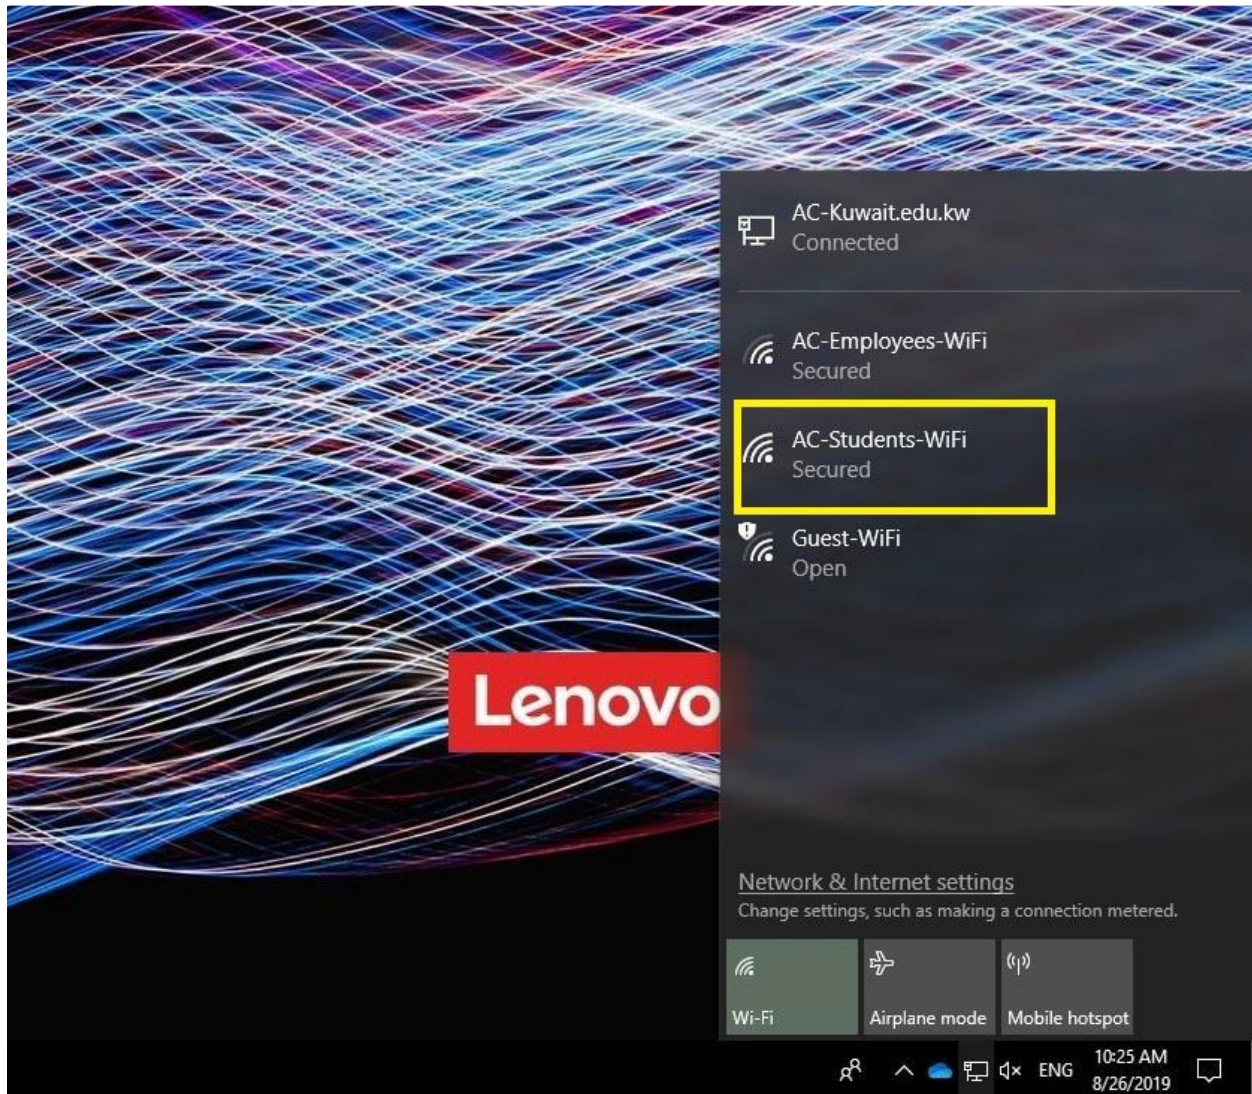 AC-Kuwait.edu.kw
Connected
AC-Employees-WiFi
Secured
AC-Students-WiFi
Secured
Guest-WiFi
Open
Lenovo
Network & Internet settings
Change settings, such as making a connection metered.
Wi-Fi
Airplane mode
Mobile hotspot
ENG
10:25 AM
8/26/2019